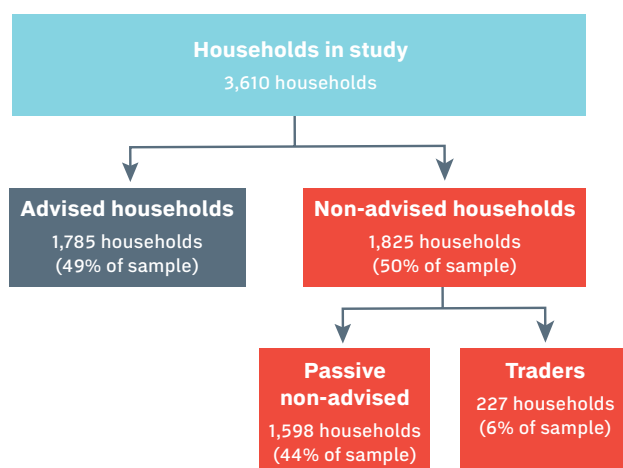 Households in study
3,610 households
Advised households
1,785 households
(49% of sample)
Non-advised households
1,825 households
(50% of sample)
Passive
non-advised
1,598 households
(44% of sample)
Traders
227 households
(6% of sample)